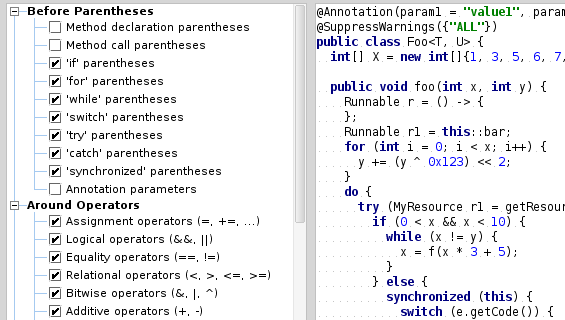 Before Parentheses
Method declaration parentheses
Method call parentheses
'if' parentheses
'for' parentheses
'while' parentheses
'switch' parentheses
'try' parentheses
'catch' parentheses
'synchronized' parentheses
Annotation parameters
Around Operators
Assignment operators (=, +=, ...)
Logical operators (&&, ||)
Equality operators (==, !=)
Relational operators (<, >, <=, >=)
Bitwise operators (&, |, ^)
Additive operators (+, -)
@Annotation(param1 = "value1", param
@SuppressWarnings({"ALL"})
public class Foo<T, U> {
int[] X = new int[]{1, 3, 5, 6, 7,
public void foo(int x, int y) {
Runnable r = () -> {
};
Runnable r1 = this::bar;
for (int i = 0; i < x; i++) {
y += (y ^ 0x123) << 2;
}
do {
try (MyResource r1 = getResour
if (0 < x && x < 10) {
while (x != y) {
x = f(x * 3 + 5);
}
} else {
synchronized (this) {
switch (e.getCode()) {